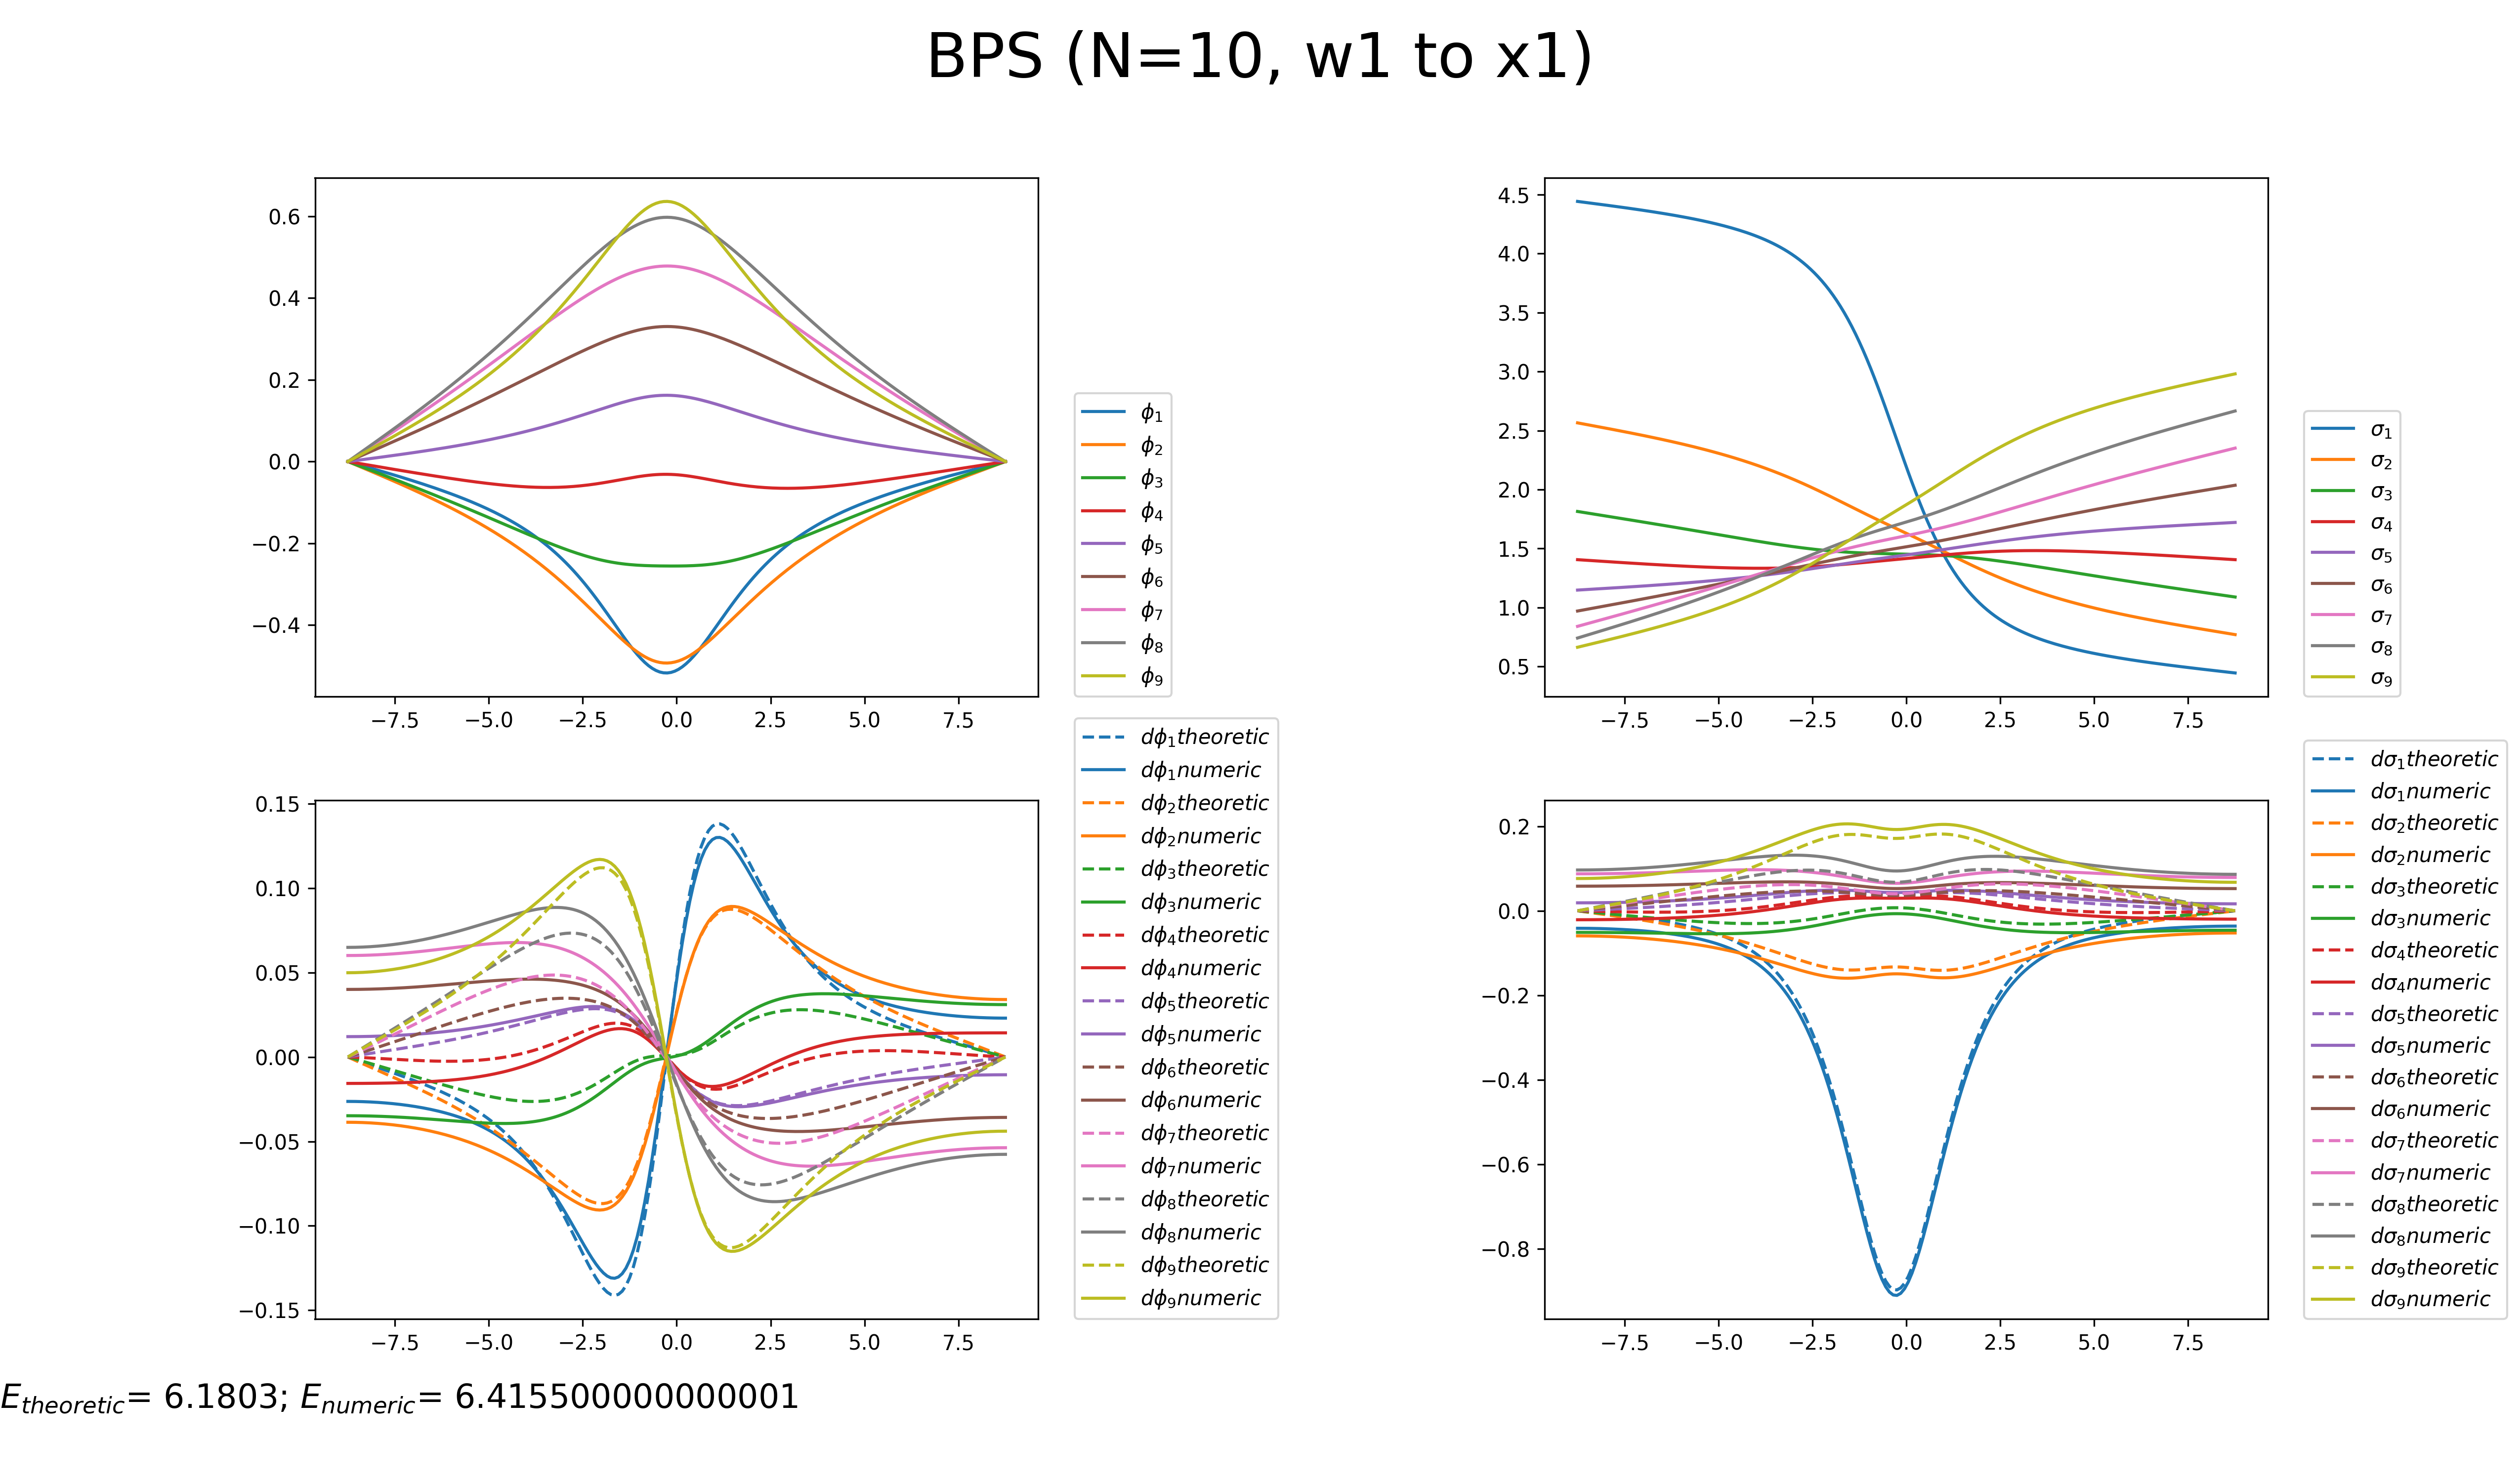 BPS (N=10, w1 to x1)
0.6
0.4
0.2
0.0
−0.2
−0.4
−7.5 −5.0 −2.5 0.0 2.5 5.0 7.5
ϕ₁
ϕ₂
ϕ₃
ϕ₄
ϕ₅
ϕ₆
ϕ₇
ϕ₈
ϕ₉
4.5
4.0
3.5
3.0
2.5
2.0
1.5
1.0
0.5
−7.5 −5.0 −2.5 0.0 2.5 5.0 7.5
σ₁
σ₂
σ₃
σ₄
σ₅
σ₆
σ₇
σ₈
σ�9
0.15
0.10
0.05
0.00
−0.05
−0.10
−0.15
−7.5 −5.0 −2.5 0.0 2.5 5.0 7.5
dϕ₁theoretic
dϕ₁numeric
dϕ₂theoretic
dϕ₂numeric
dϕ₃theoretic
dϕ₃numeric
dϕ₄theoretic
dϕ₄numeric
dϕ₅theoretic
dϕ₅numeric
dϕ₆theoretic
dϕ₆numeric
dϕ₇theoretic
dϕ₇numeric
dϕ₈theoretic
dϕ₈numeric
dϕ₉theoretic
dϕ₉numeric
0.2
0.0
−0.2
−0.4
−0.6
−0.8
−7.5 −5.0 −2.5 0.0 2.5 5.0 7.5
dσ₁theoretic
dσ₁numeric
dσ₂theoretic
dσ₂numeric
dσ₃theoretic
dσ₃numeric
dσ₄theoretic
dσ₄numeric
dσ₅theoretic
dσ₅numeric
dσ₆theoretic
dσ₆numeric
dσ₇theoretic
dσ₇numeric
dσ₈theoretic
dσ₈numeric
dσ₉theoretic
dσ₉numeric
E_theoretic= 6.1803; E_numeric= 6.415500000000001